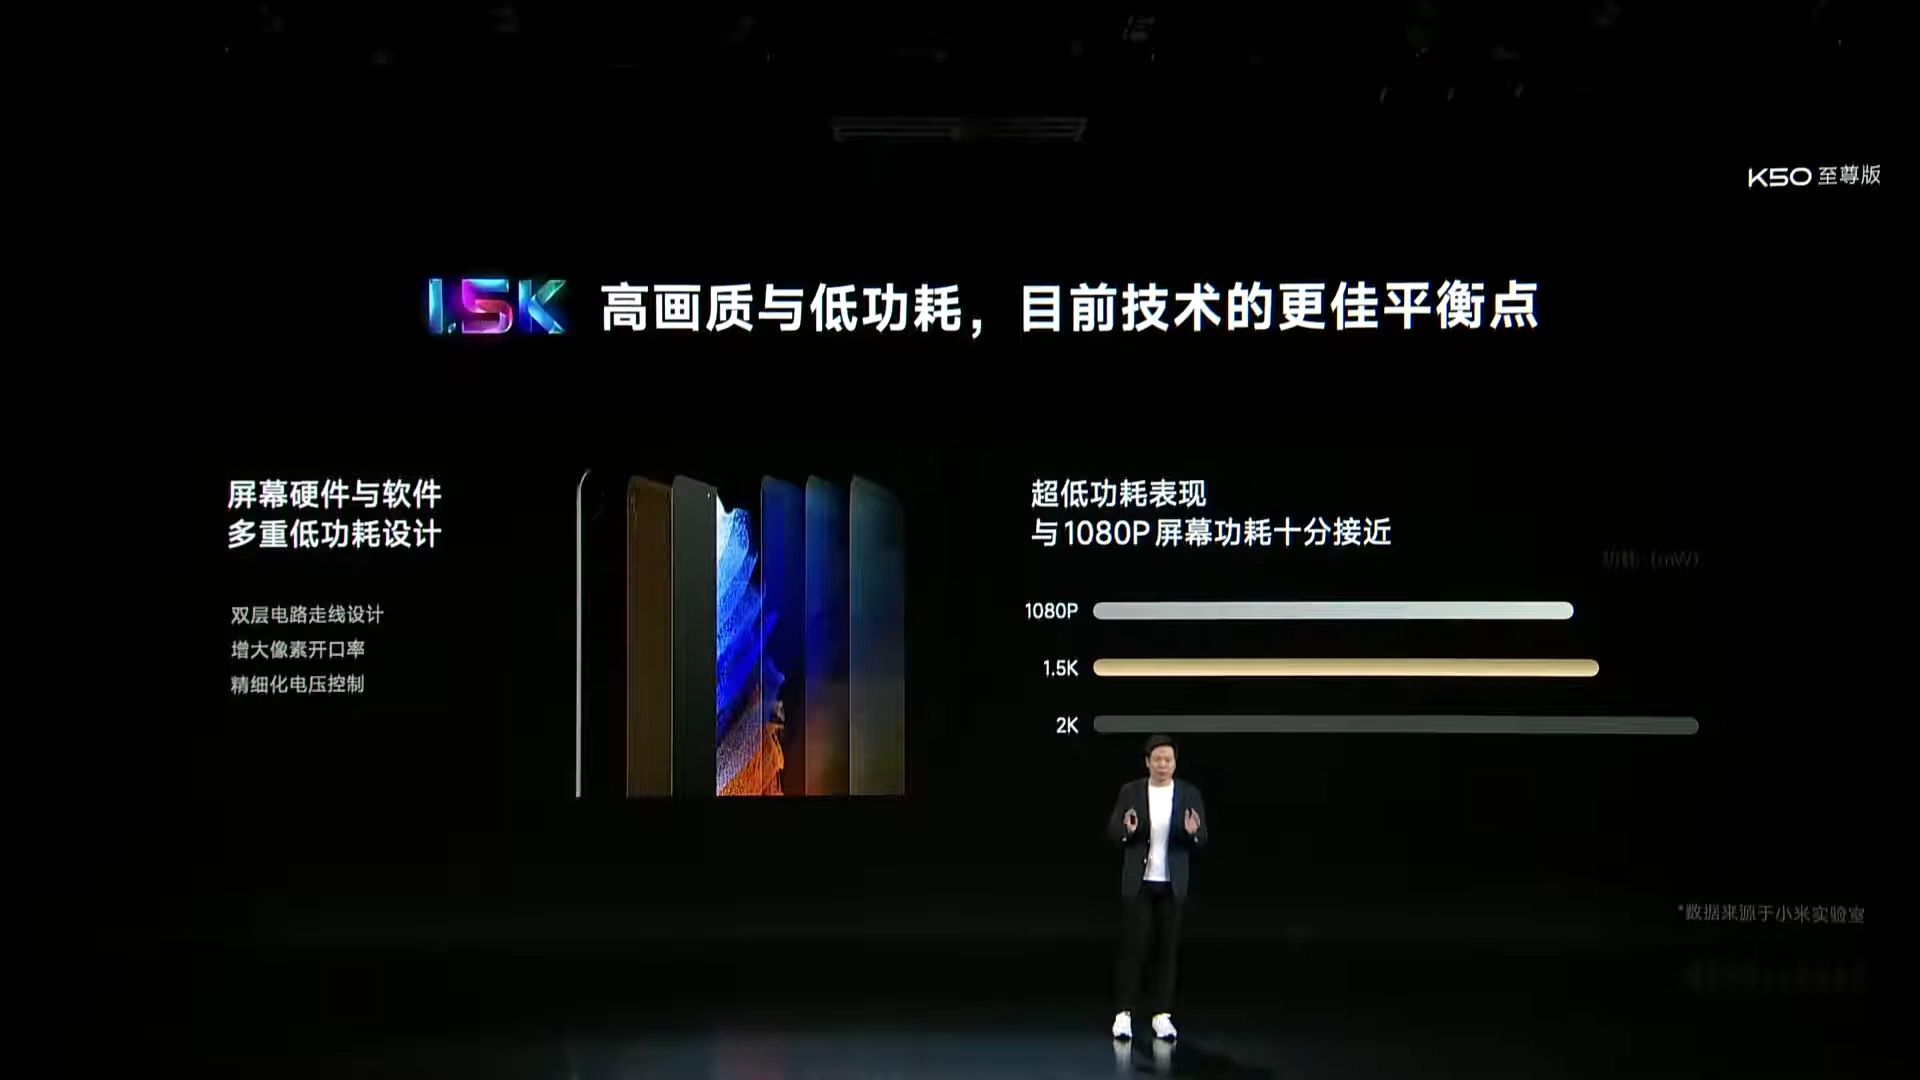 K50 至尊版
1.5K 高画质与低功耗，目前技术的更佳平衡点
屏幕硬件与软件
多重低功耗设计
双层电路走线设计
增大像素开口率
精细化电压控制
超低功耗表现
与1080P屏幕功耗十分接近
功耗 (mW)
1080P
1.5K
2K
*数据来源于小米实验室